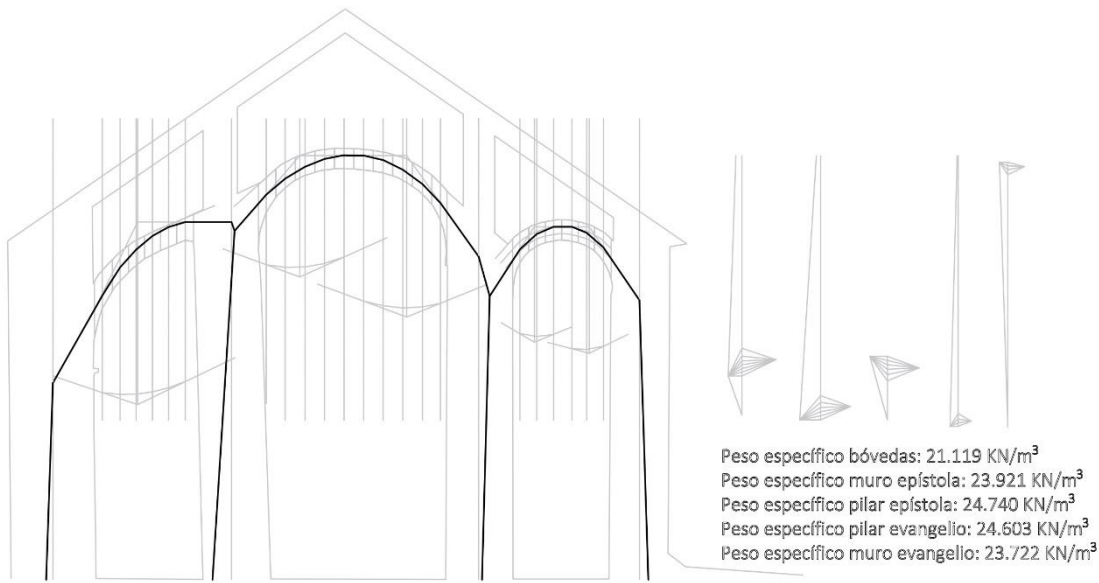 Peso específico bóvedas: 21.119 KN/m³
Peso específico muro epístola: 23.921 KN/m³
Peso específico pilar epístola: 24.740 KN/m³
Peso específico pilar evangelio: 24.603 KN/m³
Peso específico muro evangelio: 23.722 KN/m³